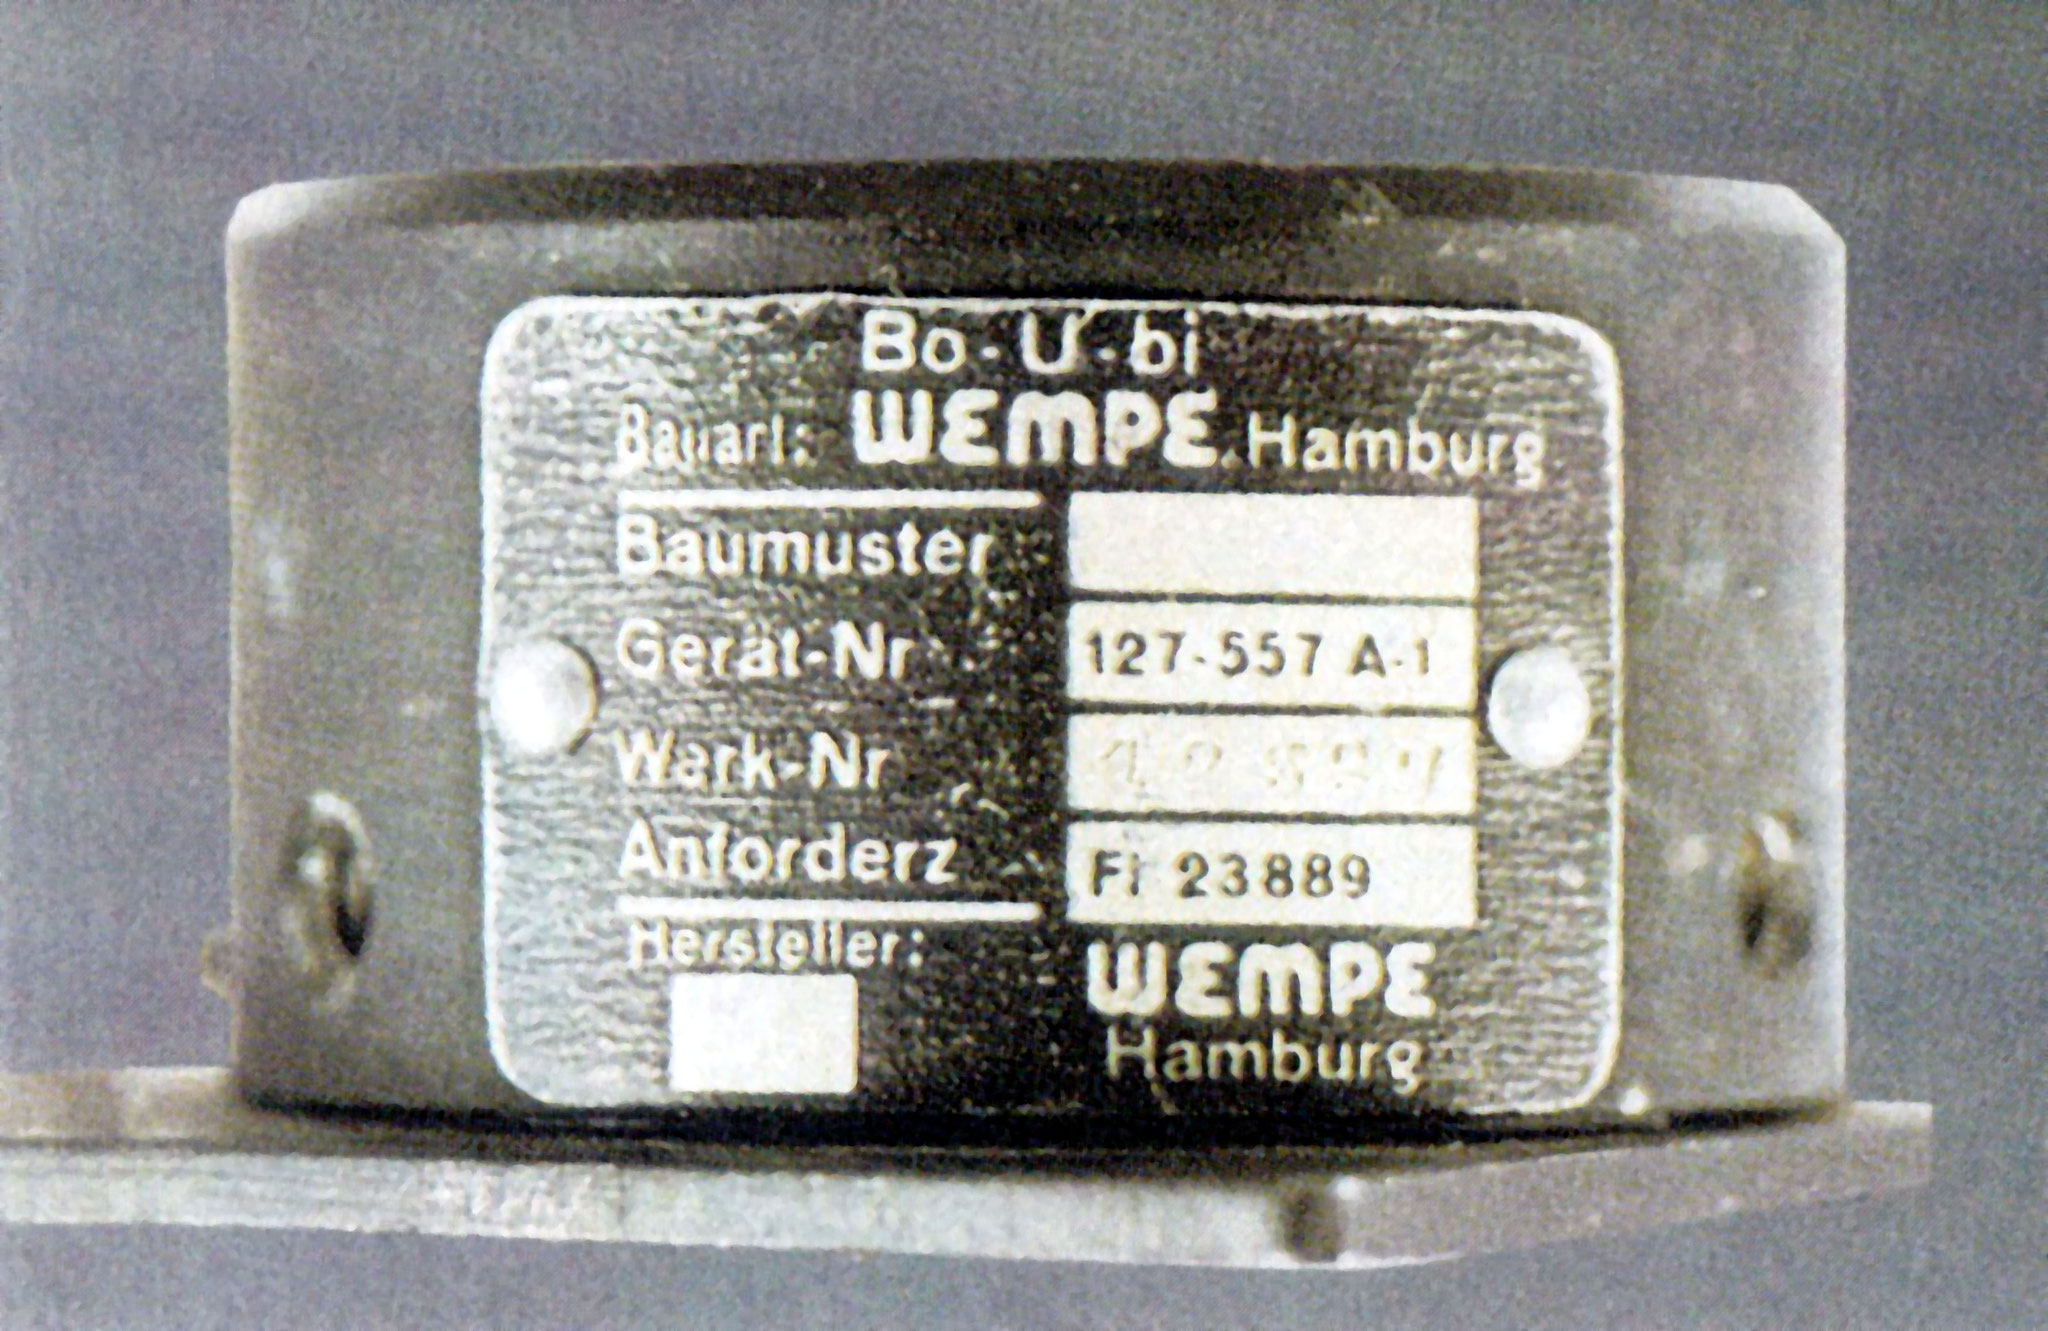 Bo-U-bi
Bauart: WEMPE. Hamburg
Baumuster
Gerät-Nr 127-557 A-1
Werk-Nr
Anforderz Fl 23889
Hersteller: WEMPE
Hamburg